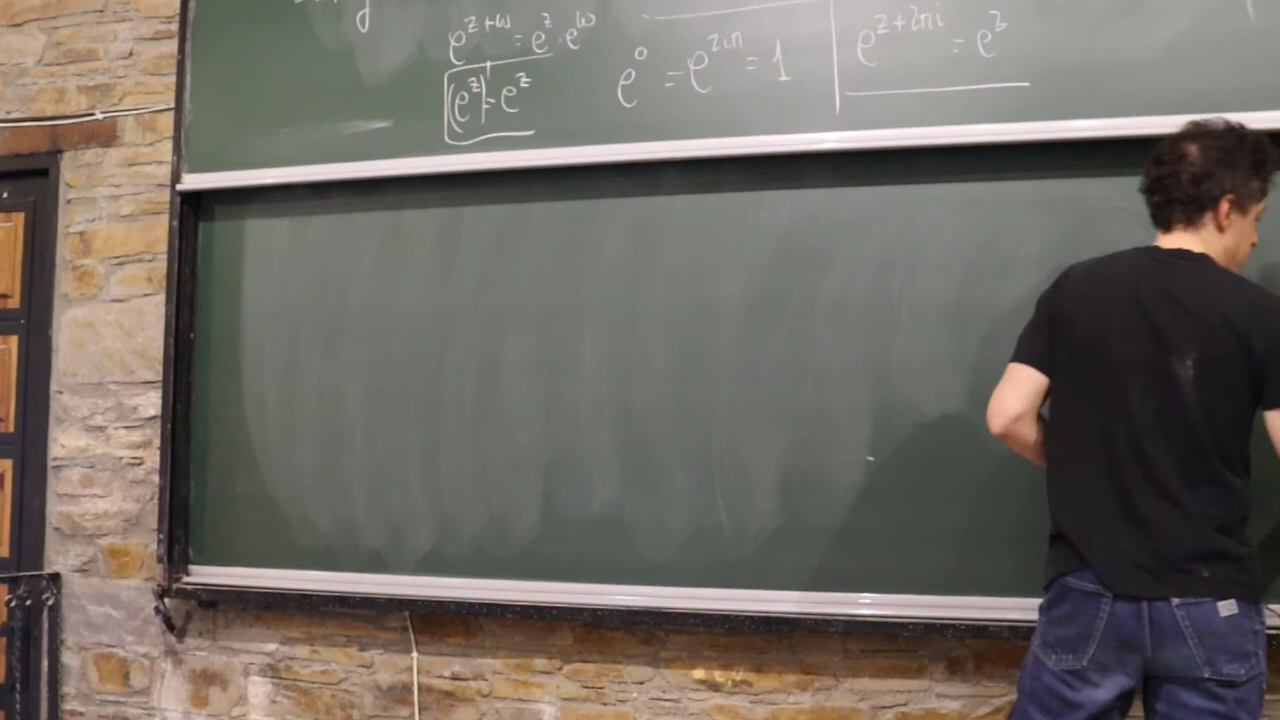 e^{z+w} = e^z · e^w
(e^z)' = e^z
e^0 = e^{2iπ} = 1
e^{z+2πi} = e^z